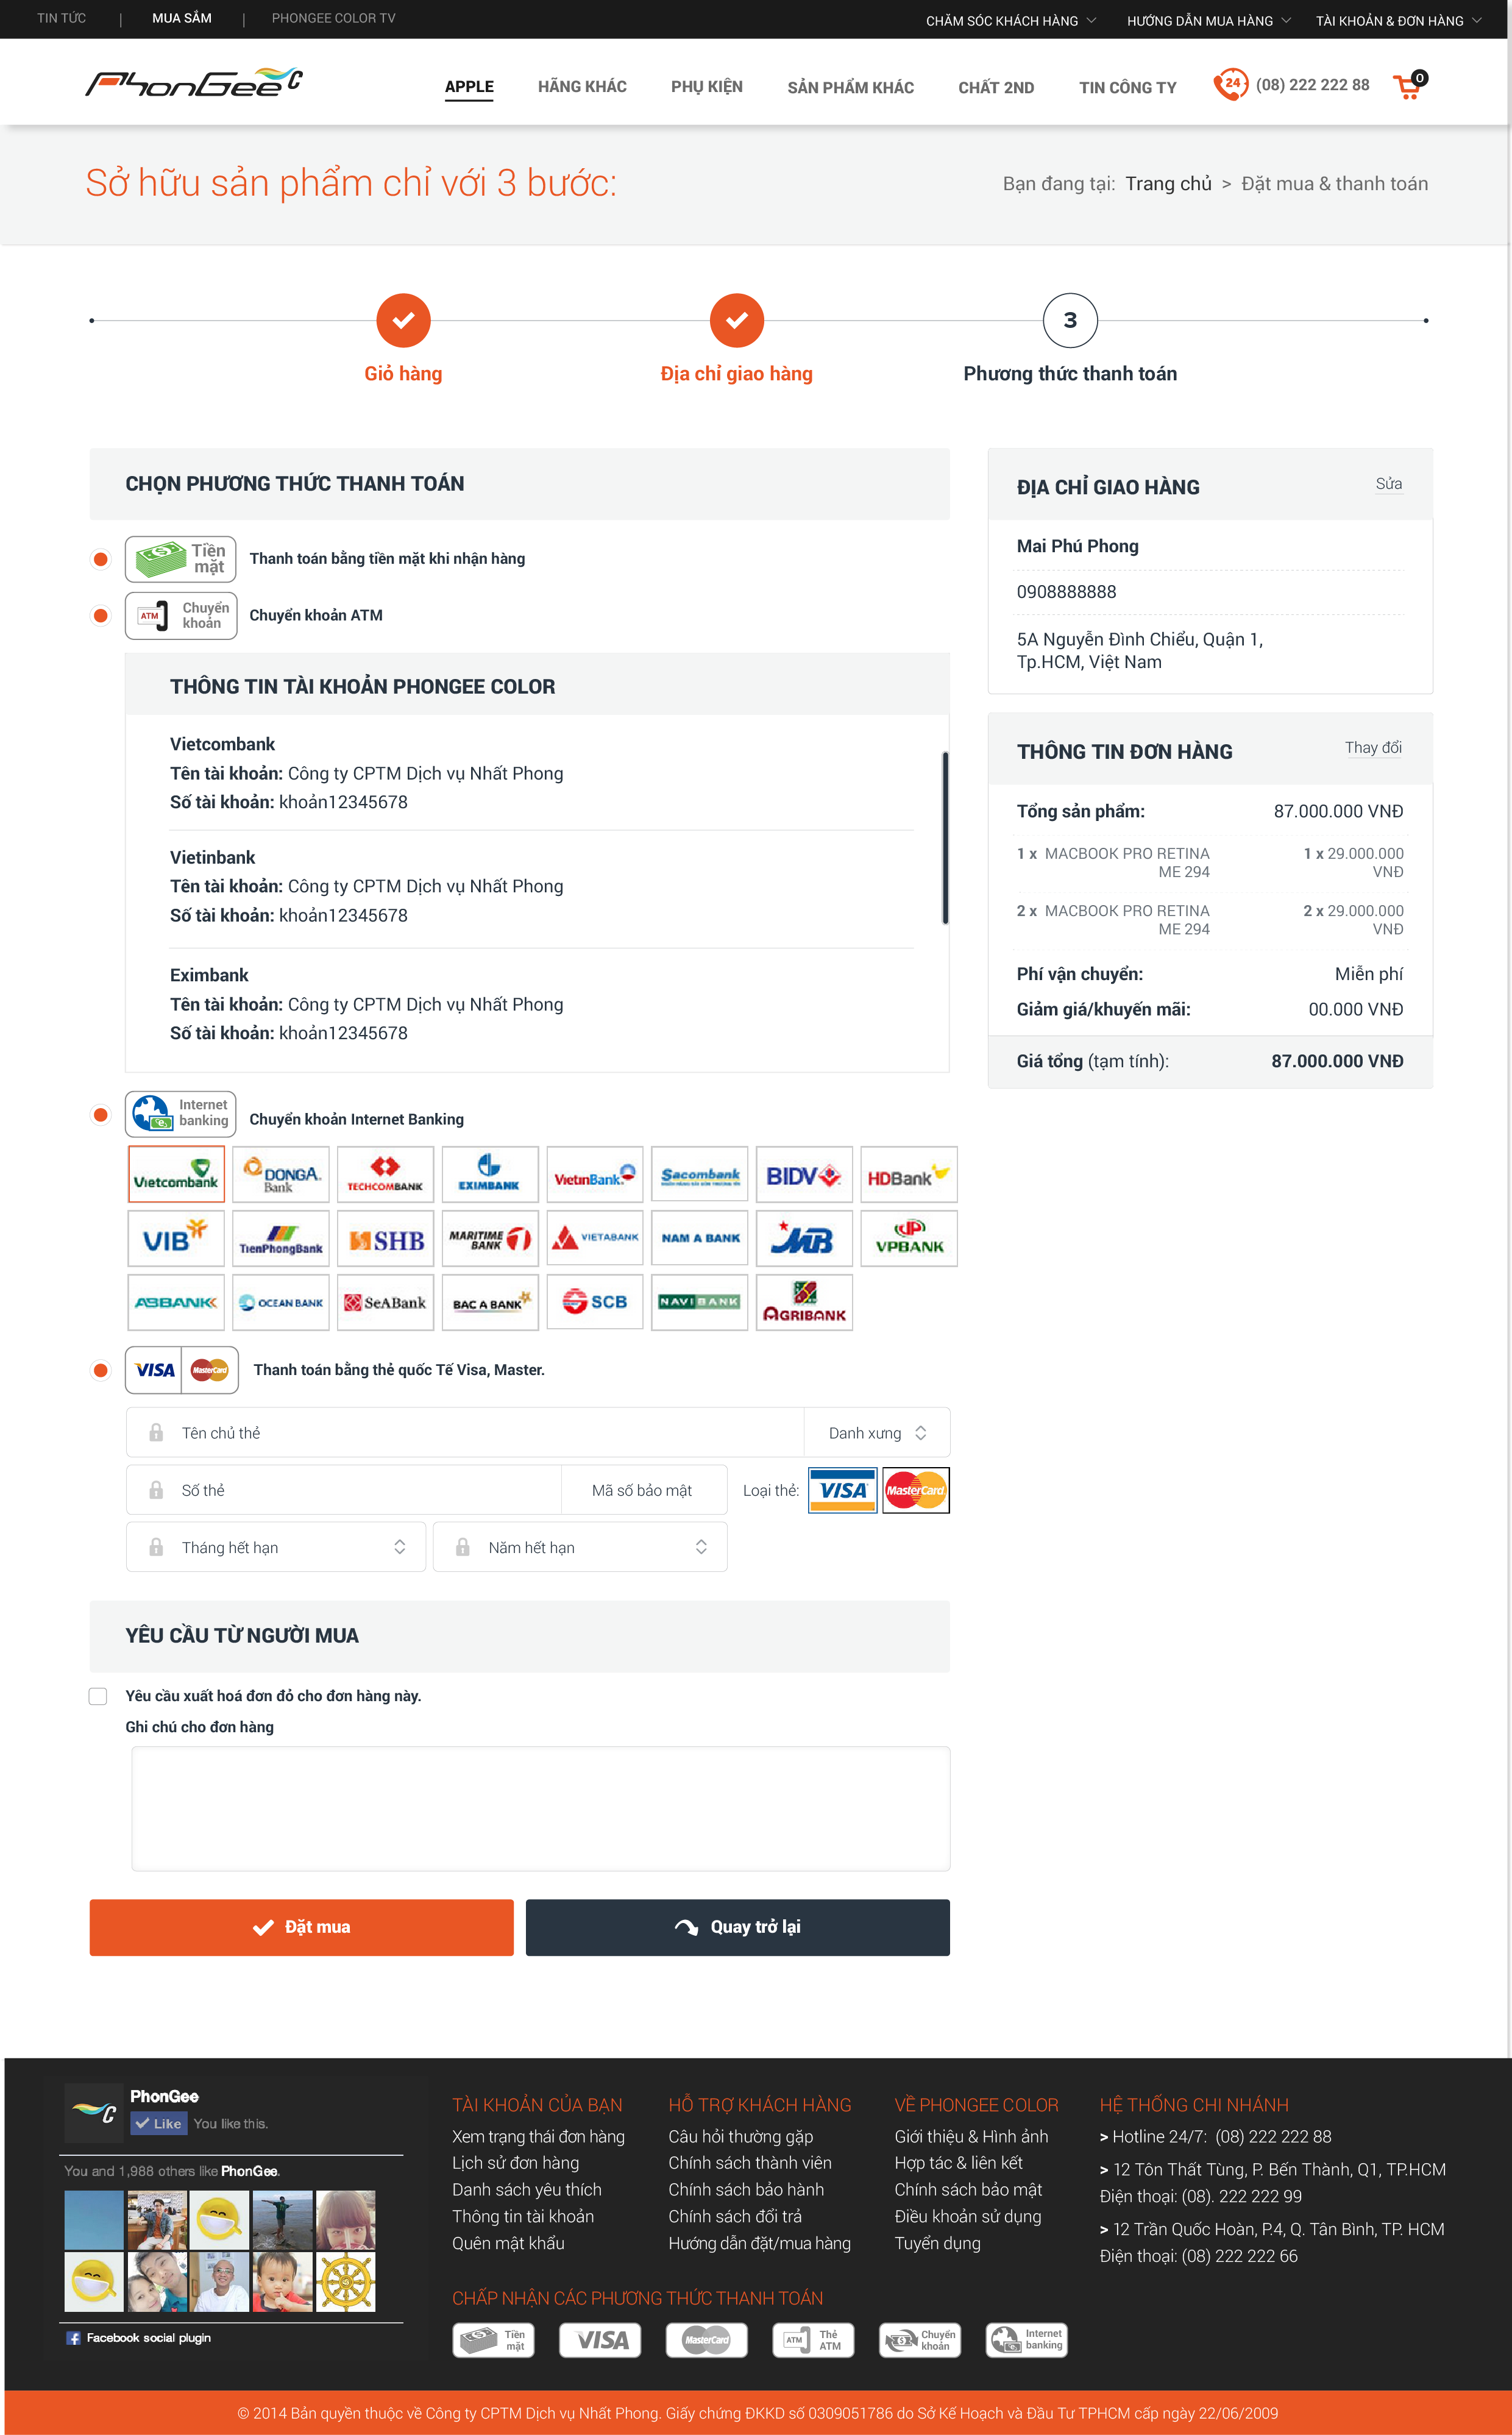 TIN TỨC | MUA SẮM | PHONGEE COLOR TV
CHĂM SÓC KHÁCH HÀNG HƯỚNG DẪN MUA HÀNG TÀI KHOẢN & ĐƠN HÀNG
PhonGee C
APPLE HÃNG KHÁC PHỤ KIỆN SẢN PHẨM KHÁC CHẤT 2ND TIN CÔNG TY
24 (08) 222 222 88 0
Sở hữu sản phẩm chỉ với 3 bước:
Bạn đang tại: Trang chủ > Đặt mua & thanh toán
3
Giỏ hàng Địa chỉ giao hàng Phương thức thanh toán
CHỌN PHƯƠNG THỨC THANH TOÁN
Tiền
mặt
Thanh toán bằng tiền mặt khi nhận hàng
ATM
Chuyển
khoản
Chuyển khoản ATM
THÔNG TIN TÀI KHOẢN PHONGEE COLOR
Vietcombank
Tên tài khoản: Công ty CPTM Dịch vụ Nhất Phong
Số tài khoản: khoản12345678
Vietinbank
Tên tài khoản: Công ty CPTM Dịch vụ Nhất Phong
Số tài khoản: khoản12345678
Eximbank
Tên tài khoản: Công ty CPTM Dịch vụ Nhất Phong
Số tài khoản: khoản12345678
Internet
banking
Chuyển khoản Internet Banking
Vietcombank DONGA Bank TECHCOMBANK EXIMBANK VietinBank Sacombank BIDV HDBank
VIB TienPhongBank SHB MARITIME BANK VIETABANK NAM A BANK MB VPBANK
ABBANK OCEAN BANK SeABank BAC A BANK SCB NAVIBANK AGRIBANK
VISA MasterCard
Thanh toán bằng thẻ quốc Tế Visa, Master.
Tên chủ thẻ Danh xưng
Số thẻ Mã số bảo mật Loại thẻ: VISA MasterCard
Tháng hết hạn Năm hết hạn
YÊU CẦU TỪ NGƯỜI MUA
Yêu cầu xuất hoá đơn đỏ cho đơn hàng này.
Ghi chú cho đơn hàng
Đặt mua Quay trở lại
ĐỊA CHỈ GIAO HÀNG Sửa
Mai Phú Phong
0908888888
5A Nguyễn Đình Chiểu, Quận 1,
Tp.HCM, Việt Nam
THÔNG TIN ĐƠN HÀNG Thay đổi
Tổng sản phẩm: 87.000.000 VNĐ
1 x MACBOOK PRO RETINA 1 x 29.000.000
ME 294 VNĐ
2 x MACBOOK PRO RETINA 2 x 29.000.000
ME 294 VNĐ
Phí vận chuyển: Miễn phí
Giảm giá/khuyến mãi: 00.000 VNĐ
Giá tổng (tạm tính): 87.000.000 VNĐ
PhonGee
Like You like this.
You and 1,988 others like PhonGee.
Facebook social plugin
TÀI KHOẢN CỦA BẠN
Xem trạng thái đơn hàng
Lịch sử đơn hàng
Danh sách yêu thích
Thông tin tài khoản
Quên mật khẩu
HỖ TRỢ KHÁCH HÀNG
Câu hỏi thường gặp
Chính sách thành viên
Chính sách bảo hành
Chính sách đổi trả
Hướng dẫn đặt/mua hàng
VỀ PHONGEE COLOR
Giới thiệu & Hình ảnh
Hợp tác & liên kết
Chính sách bảo mật
Điều khoản sử dụng
Tuyển dụng
HỆ THỐNG CHI NHÁNH
> Hotline 24/7: (08) 222 222 88
> 12 Tôn Thất Tùng, P. Bến Thành, Q1, TP.HCM
Điện thoại: (08). 222 222 99
> 12 Trần Quốc Hoàn, P.4, Q. Tân Bình, TP. HCM
Điện thoại: (08) 222 222 66
CHẤP NHẬN CÁC PHƯƠNG THỨC THANH TOÁN
Tiền mặt VISA MasterCard ATM Thẻ ATM Chuyển khoản Internet banking
© 2014 Bản quyền thuộc về Công ty CPTM Dịch vụ Nhất Phong. Giấy chứng ĐKKD số 0309051786 do Sở Kế Hoạch và Đầu Tư TPHCM cấp ngày 22/06/2009